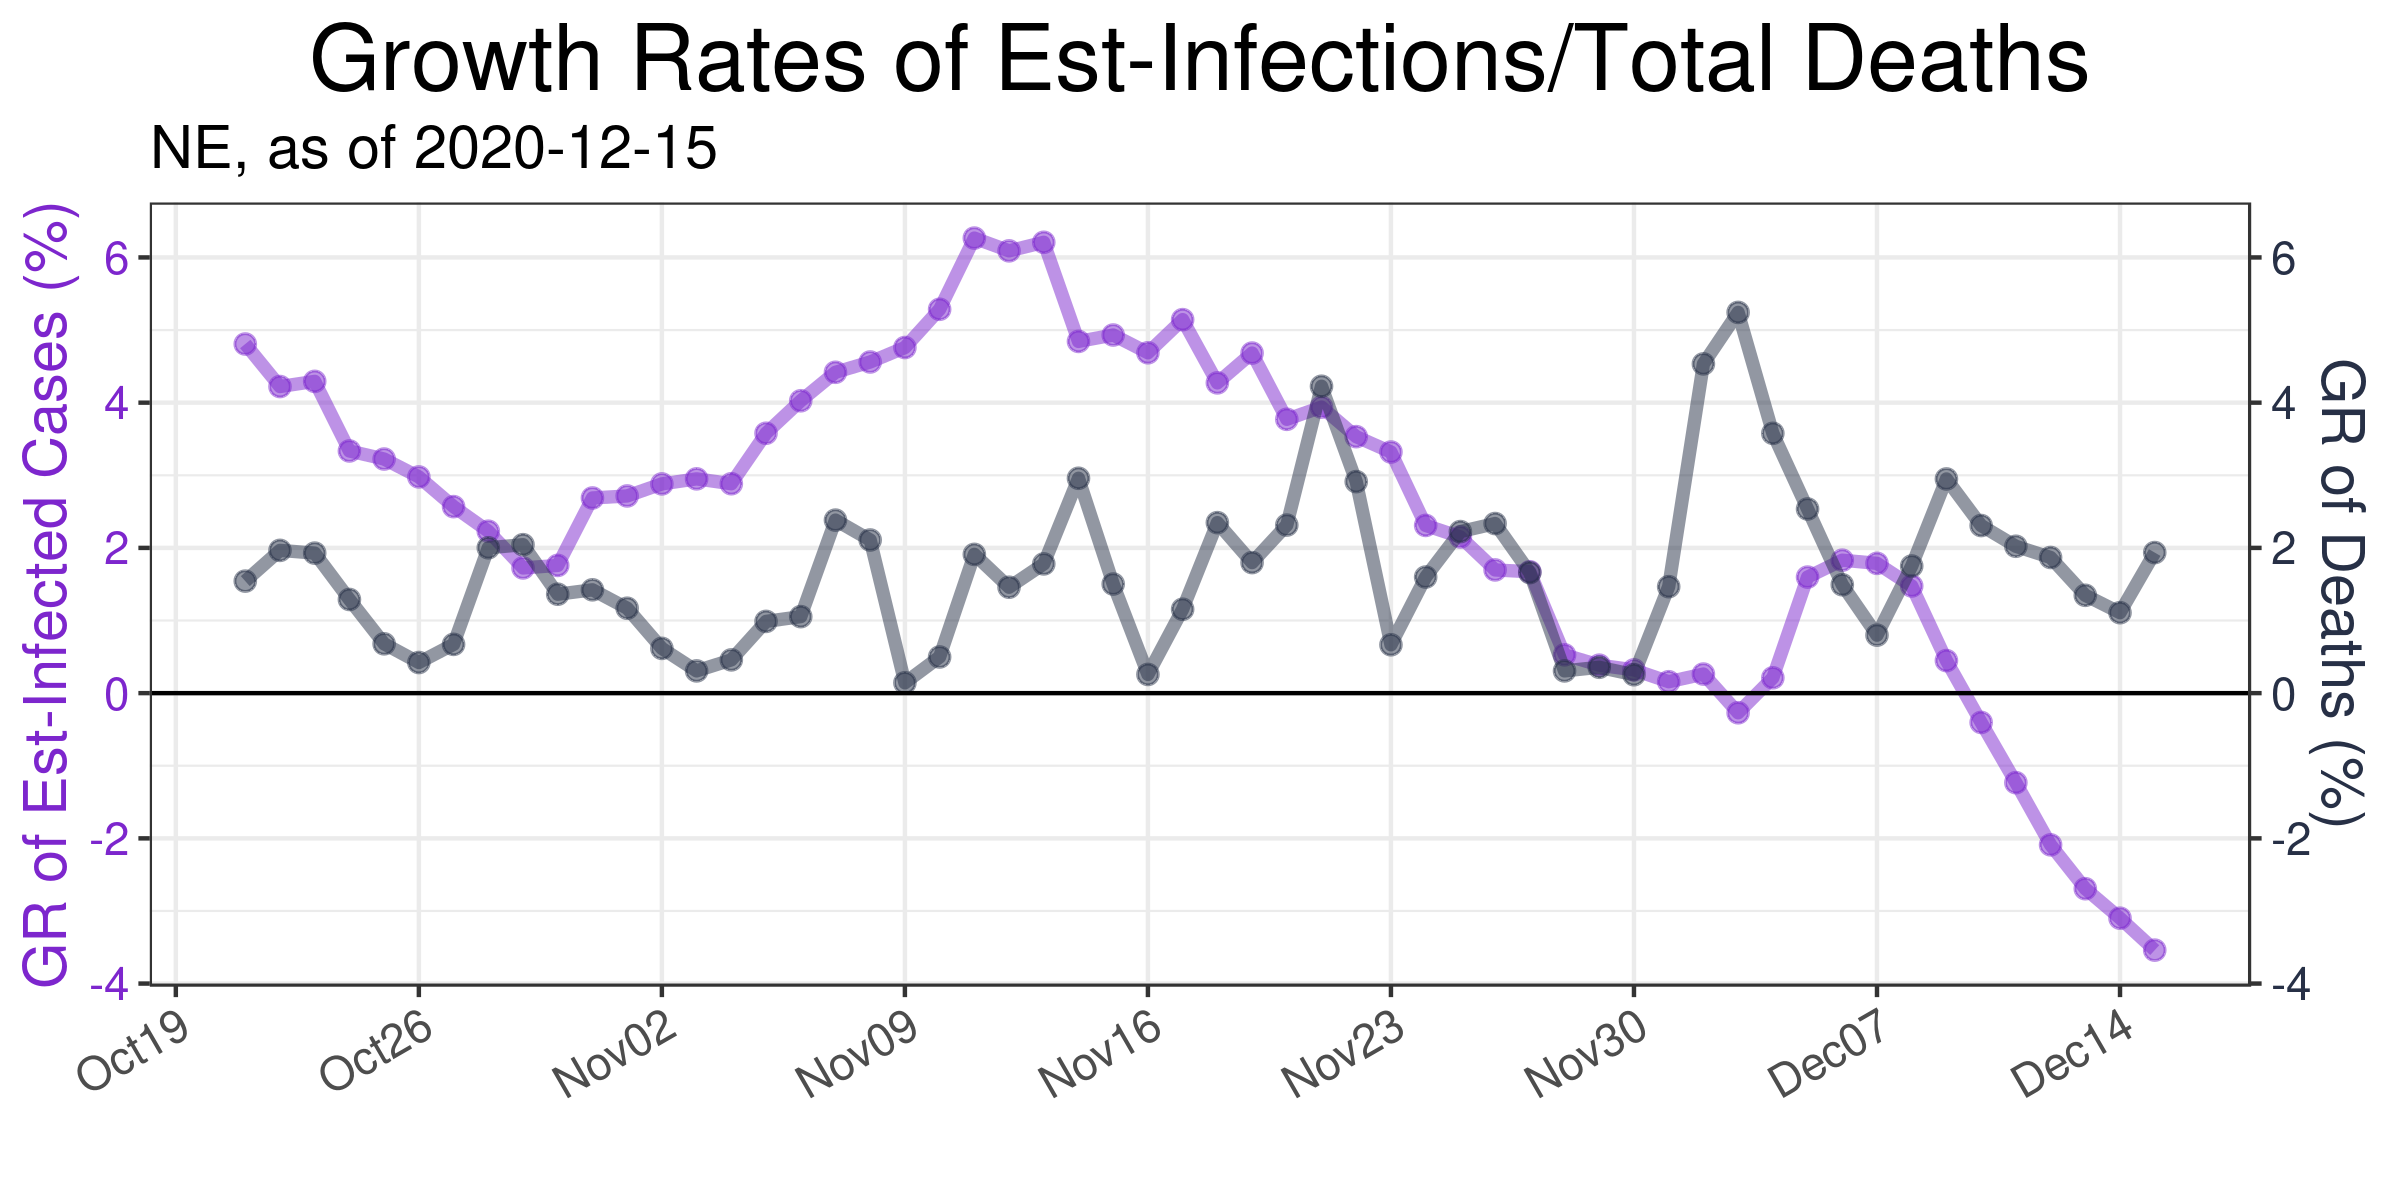 Growth Rates of Est-Infections/Total Deaths
NE, as of 2020-12-15
GR of Est-Infected Cases (%)
6
4
2
0
-2
-4
6
4
2
0
-2
-4
GR of Deaths (%)
Oct19
Oct26
Nov02
Nov09
Nov16
Nov23
Nov30
Dec07
Dec14